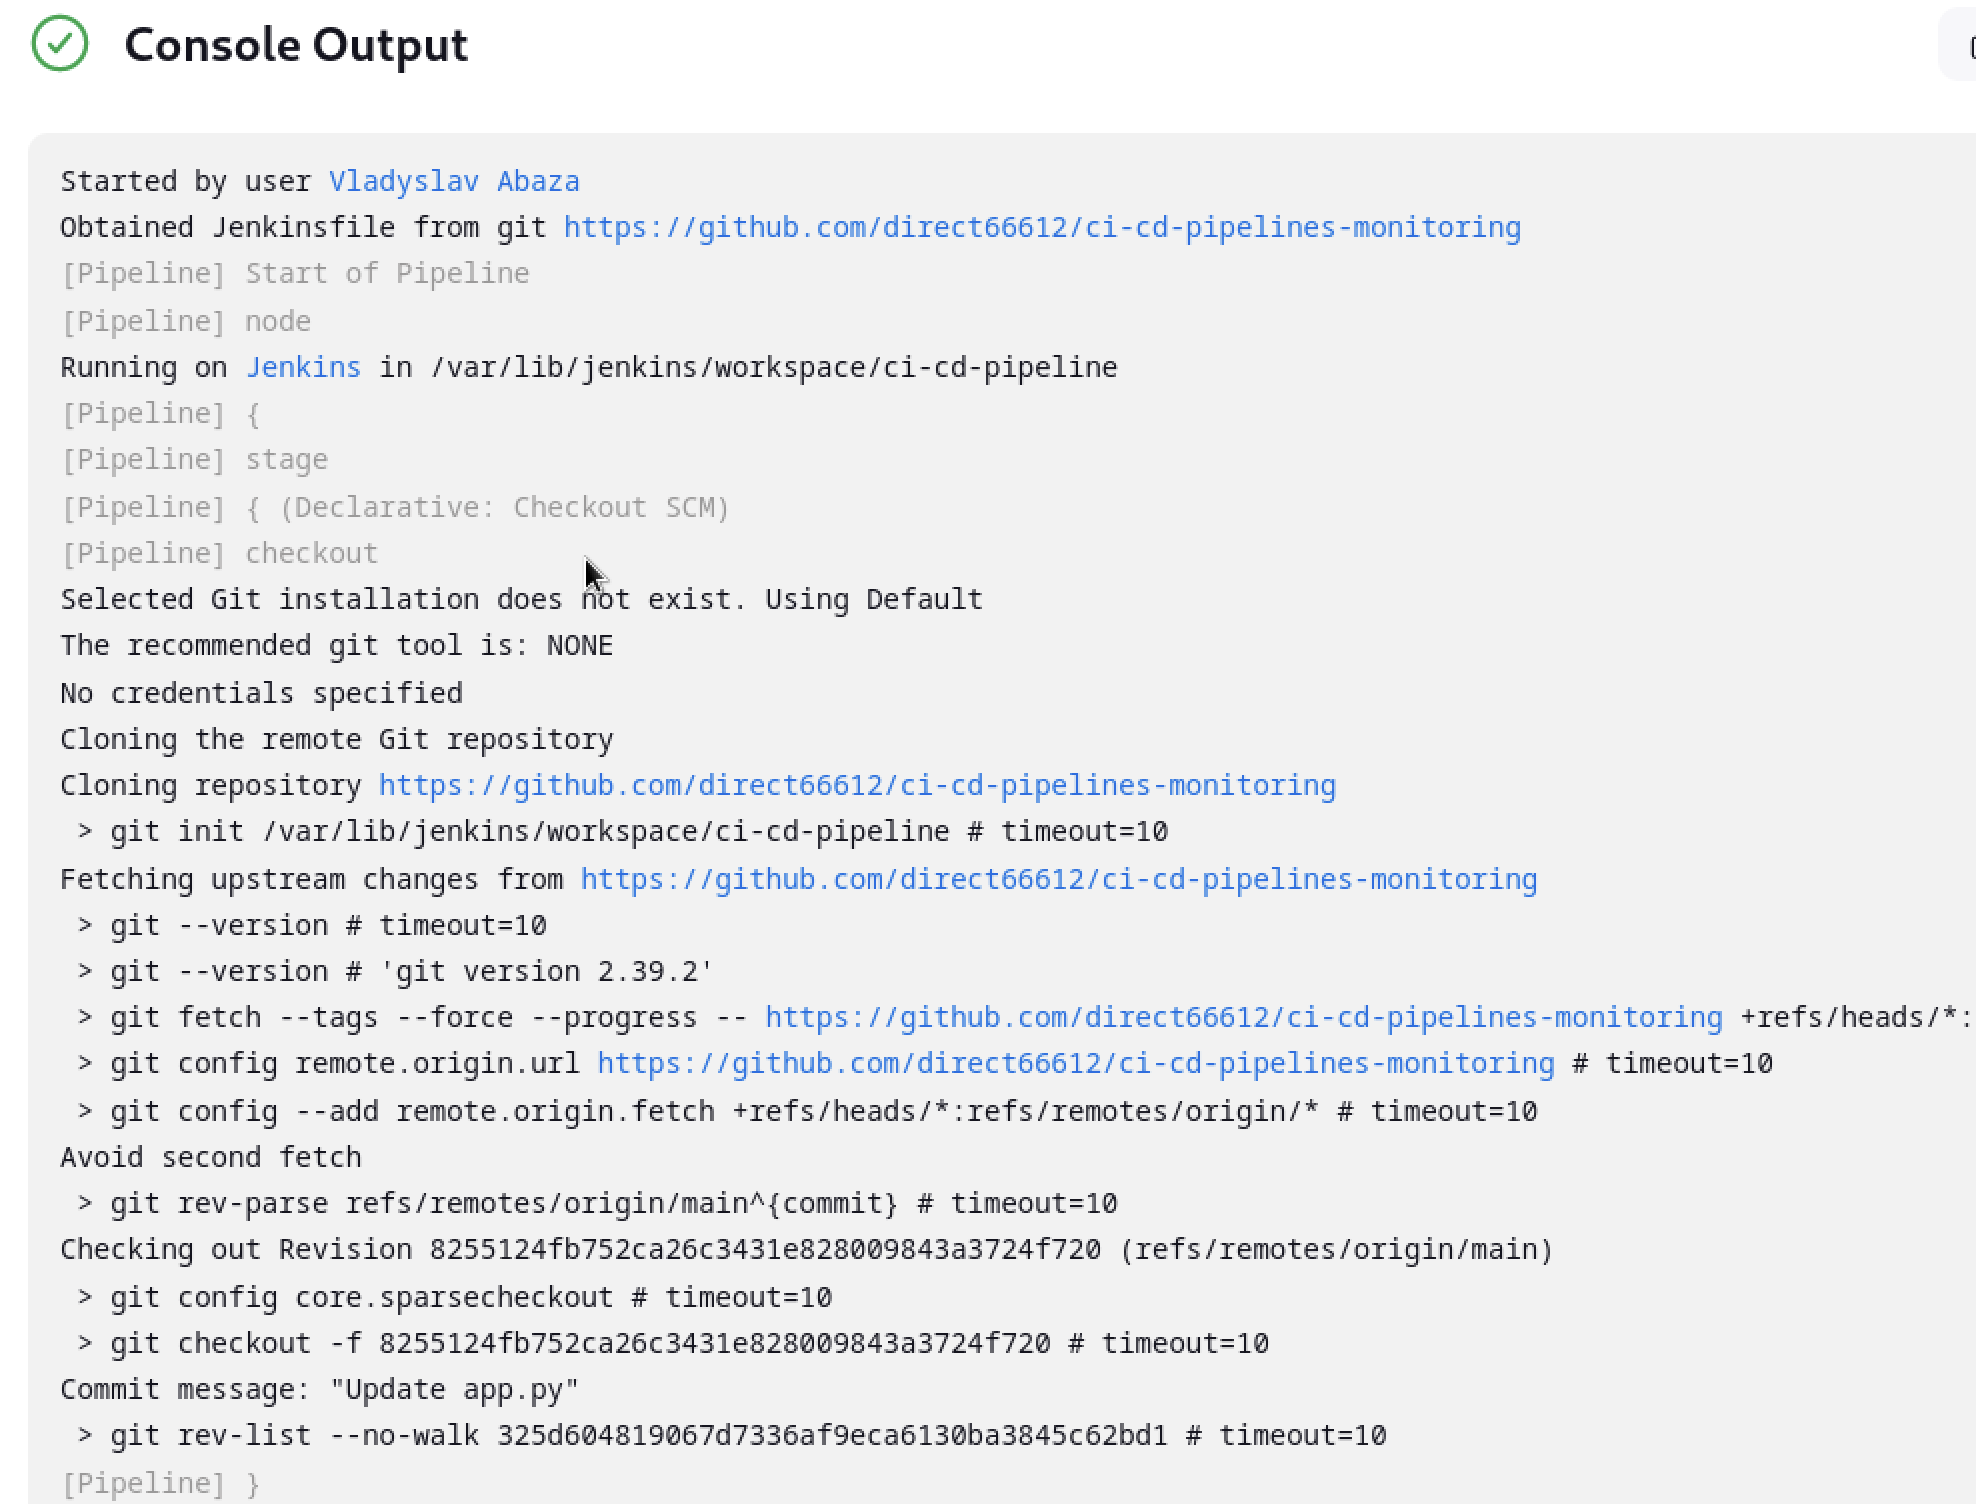 Console Output
Started by user Vladyslav Abaza
Obtained Jenkinsfile from git https://github.com/direct66612/ci-cd-pipelines-monitoring
[Pipeline] Start of Pipeline
[Pipeline] node
Running on Jenkins in /var/lib/jenkins/workspace/ci-cd-pipeline
[Pipeline] {
[Pipeline] stage
[Pipeline] { (Declarative: Checkout SCM)
[Pipeline] checkout
Selected Git installation does not exist. Using Default
The recommended git tool is: NONE
No credentials specified
Cloning the remote Git repository
Cloning repository https://github.com/direct66612/ci-cd-pipelines-monitoring
 > git init /var/lib/jenkins/workspace/ci-cd-pipeline # timeout=10
Fetching upstream changes from https://github.com/direct66612/ci-cd-pipelines-monitoring
 > git --version # timeout=10
 > git --version # 'git version 2.39.2'
 > git fetch --tags --force --progress -- https://github.com/direct66612/ci-cd-pipelines-monitoring +refs/heads/*:
 > git config remote.origin.url https://github.com/direct66612/ci-cd-pipelines-monitoring # timeout=10
 > git config --add remote.origin.fetch +refs/heads/*:refs/remotes/origin/* # timeout=10
Avoid second fetch
 > git rev-parse refs/remotes/origin/main^{commit} # timeout=10
Checking out Revision 8255124fb752ca26c3431e828009843a3724f720 (refs/remotes/origin/main)
 > git config core.sparsecheckout # timeout=10
 > git checkout -f 8255124fb752ca26c3431e828009843a3724f720 # timeout=10
Commit message: "Update app.py"
 > git rev-list --no-walk 325d604819067d7336af9eca6130ba3845c62bd1 # timeout=10
[Pipeline] }